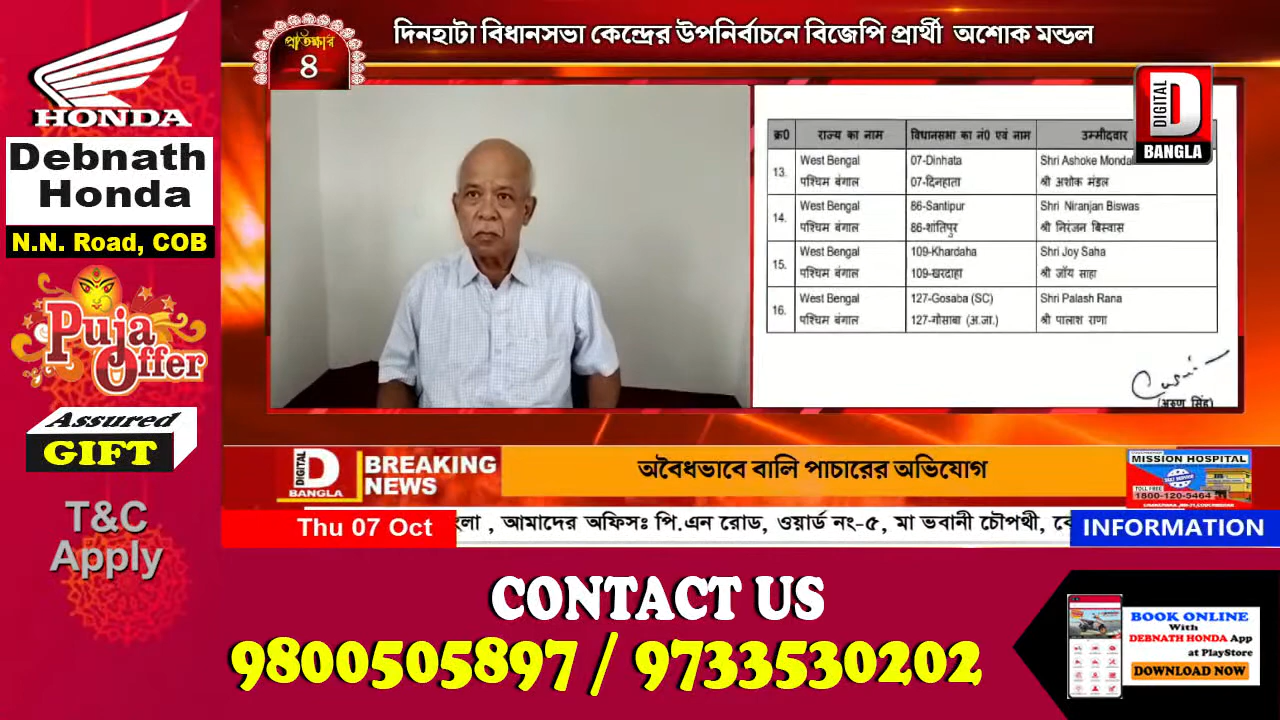 HONDA
Debnath
Honda
N.N. Road, COB
Puja
Offer
Assured
GIFT
T&C
Apply
প্রতিক্ষার
8
দিনহাটা বিধানসভা কেন্দ্রের উপনির্বাচনে বিজেপি প্রার্থী অশোক মন্ডল
DIGITAL
BANGLA
क्र0 राज्य का नाम विधानसभा का नं0 एवं नाम उम्मीदवार
13. West Bengal 07-Dinhata Shri Ashoke Mondal
पश्चिम बंगाल 07-दिनहाता श्री अशोक मंडल
14. West Bengal 86-Santipur Shri Niranjan Biswas
पश्चिम बंगाल 86-शांतिपुर श्री निरंजन बिस्वास
15. West Bengal 109-Khardaha Shri Joy Saha
पश्चिम बंगाल 109-खरदाहा श्री जॉय साहा
16. West Bengal 127-Gosaba (SC) Shri Palash Rana
पश्चिम बंगाल 127-गोसाबा (अ.जा.) श्री पालाश राणा
(अरुण सिंह)
DIGITAL
BANGLA
BREAKING
NEWS
অবৈধভাবে বালি পাচারের অভিযোগ
MISSION HOSPITAL
TOLL FREE
1800-120-5464
Thu 07 Oct
, আমাদের অফিসঃ পি.এন রোড, ওয়ার্ড নং-৫, মা ভবানী চৌপথী,
INFORMATION
CONTACT US
9800505897 / 9733530202
BOOK ONLINE
With
DEBNATH HONDA App
at PlayStore
DOWNLOAD NOW